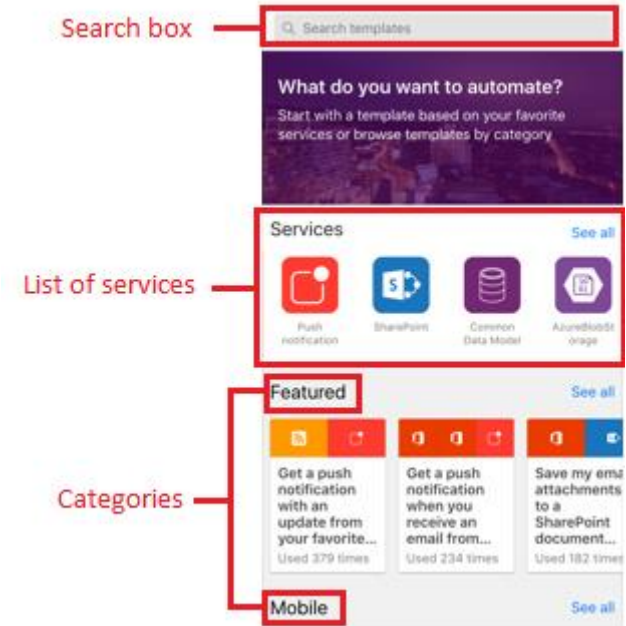 Search box
Search templates
What do you want to automate?
Start with a template based on your favorite
services or browse templates by category
Services
See all
List of services
Push
notification
SharePoint
Common
Data Model
AzureBlobSt
orage
Featured
See all
Get a push
notification
with an
update from
your favorite...
Used 379 times
Get a push
notification
when you
receive an
email from...
Used 234 times
Save my ema
attachments
to a
SharePoint
document...
Used 182 times
Categories
Mobile
See all